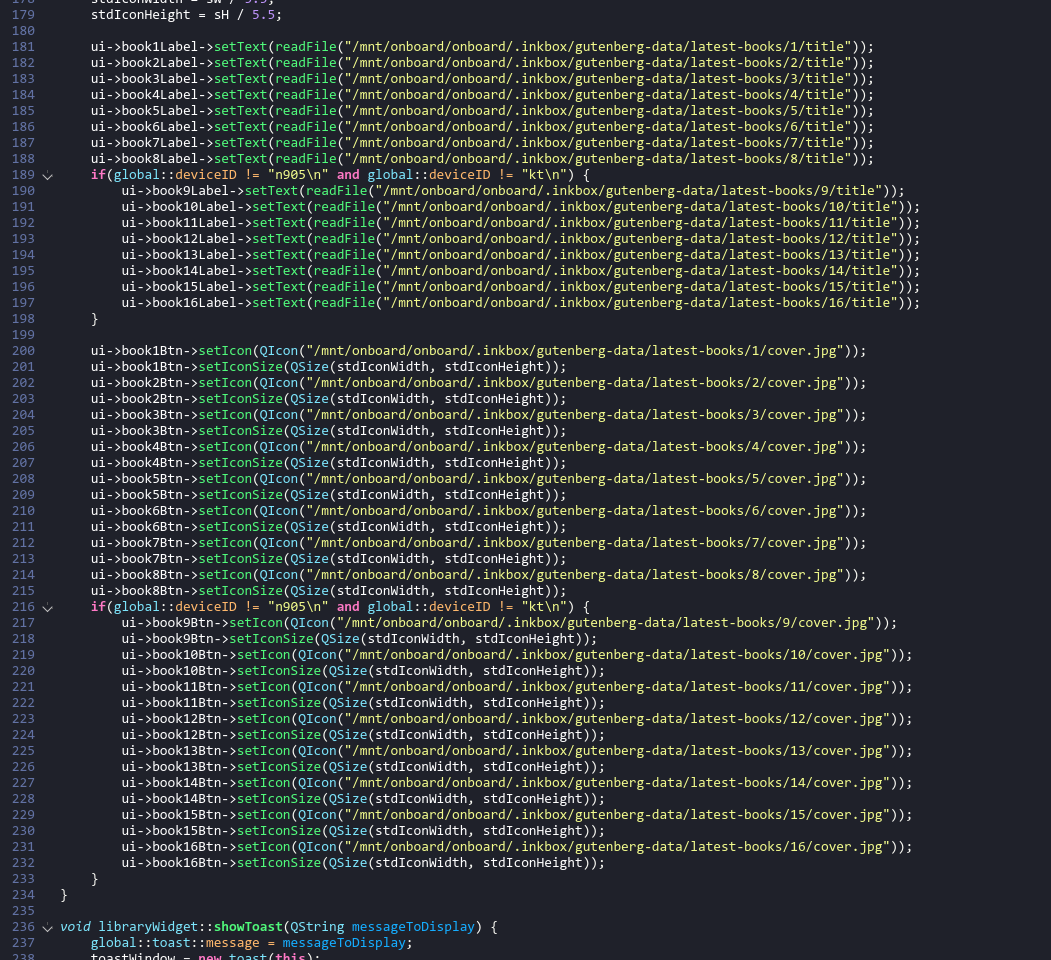 179 stdIconHeight = sH / 5.5;
180
181 ui->book1Label->setText(readFile("/mnt/onboard/onboard/.inkbox/gutenberg-data/latest-books/1/title"));
182 ui->book2Label->setText(readFile("/mnt/onboard/onboard/.inkbox/gutenberg-data/latest-books/2/title"));
183 ui->book3Label->setText(readFile("/mnt/onboard/onboard/.inkbox/gutenberg-data/latest-books/3/title"));
184 ui->book4Label->setText(readFile("/mnt/onboard/onboard/.inkbox/gutenberg-data/latest-books/4/title"));
185 ui->book5Label->setText(readFile("/mnt/onboard/onboard/.inkbox/gutenberg-data/latest-books/5/title"));
186 ui->book6Label->setText(readFile("/mnt/onboard/onboard/.inkbox/gutenberg-data/latest-books/6/title"));
187 ui->book7Label->setText(readFile("/mnt/onboard/onboard/.inkbox/gutenberg-data/latest-books/7/title"));
188 ui->book8Label->setText(readFile("/mnt/onboard/onboard/.inkbox/gutenberg-data/latest-books/8/title"));
189 if(global::deviceID != "n905\n" and global::deviceID != "kt\n") {
190 ui->book9Label->setText(readFile("/mnt/onboard/onboard/.inkbox/gutenberg-data/latest-books/9/title"));
191 ui->book10Label->setText(readFile("/mnt/onboard/onboard/.inkbox/gutenberg-data/latest-books/10/title"));
192 ui->book11Label->setText(readFile("/mnt/onboard/onboard/.inkbox/gutenberg-data/latest-books/11/title"));
193 ui->book12Label->setText(readFile("/mnt/onboard/onboard/.inkbox/gutenberg-data/latest-books/12/title"));
194 ui->book13Label->setText(readFile("/mnt/onboard/onboard/.inkbox/gutenberg-data/latest-books/13/title"));
195 ui->book14Label->setText(readFile("/mnt/onboard/onboard/.inkbox/gutenberg-data/latest-books/14/title"));
196 ui->book15Label->setText(readFile("/mnt/onboard/onboard/.inkbox/gutenberg-data/latest-books/15/title"));
197 ui->book16Label->setText(readFile("/mnt/onboard/onboard/.inkbox/gutenberg-data/latest-books/16/title"));
198 }
199
200 ui->book1Btn->setIcon(QIcon("/mnt/onboard/onboard/.inkbox/gutenberg-data/latest-books/1/cover.jpg"));
201 ui->book1Btn->setIconSize(QSize(stdIconWidth, stdIconHeight));
202 ui->book2Btn->setIcon(QIcon("/mnt/onboard/onboard/.inkbox/gutenberg-data/latest-books/2/cover.jpg"));
203 ui->book2Btn->setIconSize(QSize(stdIconWidth, stdIconHeight));
204 ui->book3Btn->setIcon(QIcon("/mnt/onboard/onboard/.inkbox/gutenberg-data/latest-books/3/cover.jpg"));
205 ui->book3Btn->setIconSize(QSize(stdIconWidth, stdIconHeight));
206 ui->book4Btn->setIcon(QIcon("/mnt/onboard/onboard/.inkbox/gutenberg-data/latest-books/4/cover.jpg"));
207 ui->book4Btn->setIconSize(QSize(stdIconWidth, stdIconHeight));
208 ui->book5Btn->setIcon(QIcon("/mnt/onboard/onboard/.inkbox/gutenberg-data/latest-books/5/cover.jpg"));
209 ui->book5Btn->setIconSize(QSize(stdIconWidth, stdIconHeight));
210 ui->book6Btn->setIcon(QIcon("/mnt/onboard/onboard/.inkbox/gutenberg-data/latest-books/6/cover.jpg"));
211 ui->book6Btn->setIconSize(QSize(stdIconWidth, stdIconHeight));
212 ui->book7Btn->setIcon(QIcon("/mnt/onboard/onboard/.inkbox/gutenberg-data/latest-books/7/cover.jpg"));
213 ui->book7Btn->setIconSize(QSize(stdIconWidth, stdIconHeight));
214 ui->book8Btn->setIcon(QIcon("/mnt/onboard/onboard/.inkbox/gutenberg-data/latest-books/8/cover.jpg"));
215 ui->book8Btn->setIconSize(QSize(stdIconWidth, stdIconHeight));
216 if(global::deviceID != "n905\n" and global::deviceID != "kt\n") {
217 ui->book9Btn->setIcon(QIcon("/mnt/onboard/onboard/.inkbox/gutenberg-data/latest-books/9/cover.jpg"));
218 ui->book9Btn->setIconSize(QSize(stdIconWidth, stdIconHeight));
219 ui->book10Btn->setIcon(QIcon("/mnt/onboard/onboard/.inkbox/gutenberg-data/latest-books/10/cover.jpg"));
220 ui->book10Btn->setIconSize(QSize(stdIconWidth, stdIconHeight));
221 ui->book11Btn->setIcon(QIcon("/mnt/onboard/onboard/.inkbox/gutenberg-data/latest-books/11/cover.jpg"));
222 ui->book11Btn->setIconSize(QSize(stdIconWidth, stdIconHeight));
223 ui->book12Btn->setIcon(QIcon("/mnt/onboard/onboard/.inkbox/gutenberg-data/latest-books/12/cover.jpg"));
224 ui->book12Btn->setIconSize(QSize(stdIconWidth, stdIconHeight));
225 ui->book13Btn->setIcon(QIcon("/mnt/onboard/onboard/.inkbox/gutenberg-data/latest-books/13/cover.jpg"));
226 ui->book13Btn->setIconSize(QSize(stdIconWidth, stdIconHeight));
227 ui->book14Btn->setIcon(QIcon("/mnt/onboard/onboard/.inkbox/gutenberg-data/latest-books/14/cover.jpg"));
228 ui->book14Btn->setIconSize(QSize(stdIconWidth, stdIconHeight));
229 ui->book15Btn->setIcon(QIcon("/mnt/onboard/onboard/.inkbox/gutenberg-data/latest-books/15/cover.jpg"));
230 ui->book15Btn->setIconSize(QSize(stdIconWidth, stdIconHeight));
231 ui->book16Btn->setIcon(QIcon("/mnt/onboard/onboard/.inkbox/gutenberg-data/latest-books/16/cover.jpg"));
232 ui->book16Btn->setIconSize(QSize(stdIconWidth, stdIconHeight));
233 }
234 }
235
236 void libraryWidget::showToast(QString messageToDisplay) {
237 global::toast::message = messageToDisplay;
238 toastWindow = new toast(this);